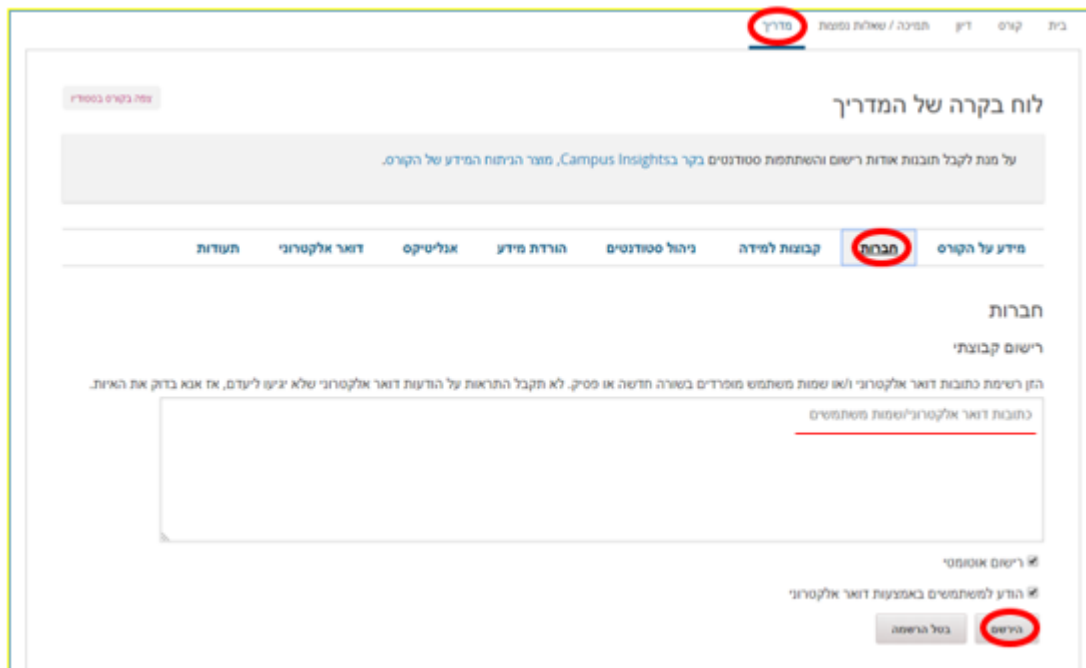 בית קורס דיון תמיכה / שאלות נפוצות מדריך
לוח בקרה של המדריך
צפה בקורס בסטודיו
על מנת לקבל תובנות אודות רישום והשתתפות סטודנטים בקר בCampus Insights, מוצר הניתוח המידע של הקורס.
מידע על הקורס חברות קבוצות למידה ניהול סטודנטים הורדת מידע אנליטיקס דואר אלקטרוני תעודות
חברות
רישום קבוצתי
הזן רשימת כתובות דואר אלקטרוני ו/או שמות משתמש מופרדים בשורה חדשה או פסיק. לא תקבל התראות על הודעות דואר אלקטרוני שלא יגיעו ליעדם, אז אנא בדוק את האיות.
כתובות דואר אלקטרוני/שמות משתמשים
רישום אוטומטי
הודע למשתמשים באמצעות דואר אלקטרוני
הירשם בטל הרשמה